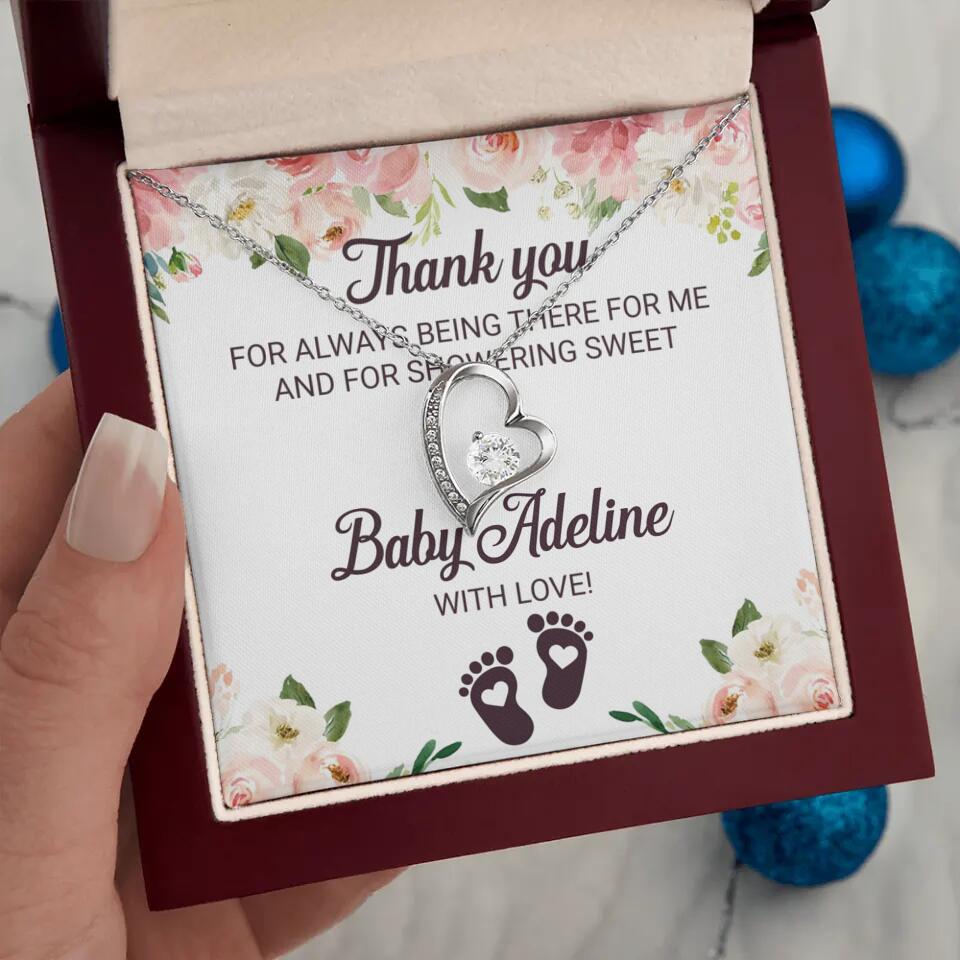 Thank you
FOR ALWAYS BEING THERE FOR ME
AND FOR SHOWERING SWEET
Baby Adeline
WITH LOVE!